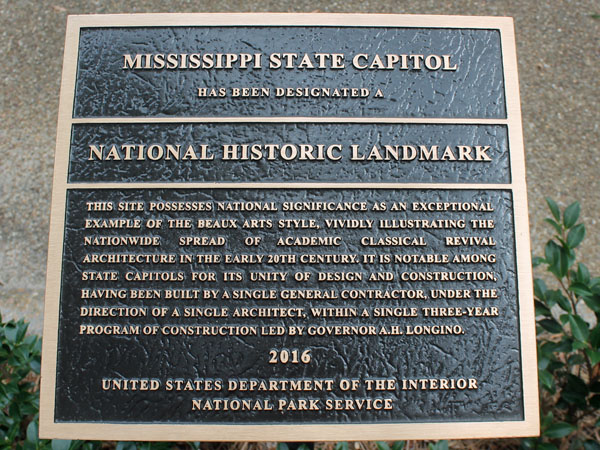 MISSISSIPPI STATE CAPITOL
HAS BEEN DESIGNATED A
NATIONAL HISTORIC LANDMARK
THIS SITE POSSESSES NATIONAL SIGNIFICANCE AS AN EXCEPTIONAL
EXAMPLE OF THE BEAUX ARTS STYLE, VIVIDLY ILLUSTRATING THE
NATIONWIDE SPREAD OF ACADEMIC CLASSICAL REVIVAL
ARCHITECTURE IN THE EARLY 20TH CENTURY. IT IS NOTABLE AMONG
STATE CAPITOLS FOR ITS UNITY OF DESIGN AND CONSTRUCTION,
HAVING BEEN BUILT BY A SINGLE GENERAL CONTRACTOR, UNDER THE
DIRECTION OF A SINGLE ARCHITECT, WITHIN A SINGLE THREE-YEAR
PROGRAM OF CONSTRUCTION LED BY GOVERNOR A.H. LONGINO.
2016
UNITED STATES DEPARTMENT OF THE INTERIOR
NATIONAL PARK SERVICE